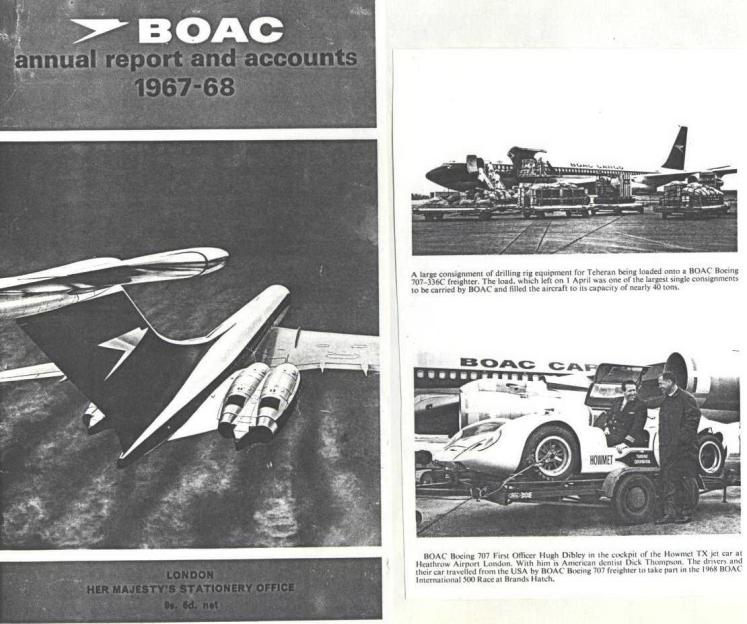 BOAC
annual report and accounts
1967-68
LONDON
HER MAJESTY'S STATIONERY OFFICE
9s. 6d. net
BOAC CARGO
A large consignment of drilling rig equipment for Teheran being loaded onto a BOAC Boeing
707-336C freighter. The load, which left on 1 April was one of the largest single consignments
to be carried by BOAC and filled the aircraft to its capacity of nearly 40 tons.
BOAC CAR
HOWMET
BOAC Boeing 707 First Officer Hugh Dibley in the cockpit of the Howmet TX jet car at
Heathrow Airport London. With him is American dentist Dick Thompson. The drivers and
their car travelled from the USA by BOAC Boeing 707 freighter to take part in the 1968 BOAC
International 500 Race at Brands Hatch.